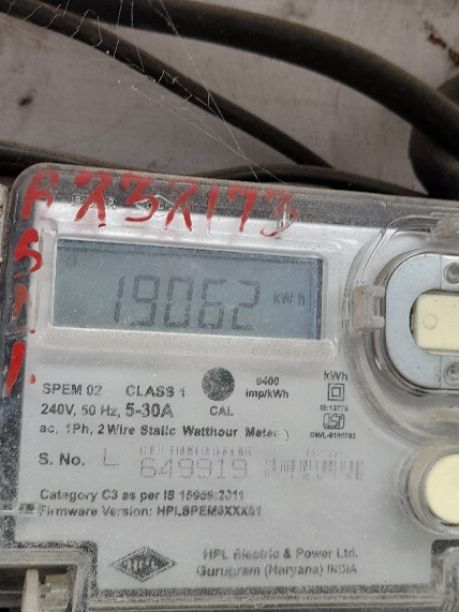 19062 kWh
SPEM 02 CLASS 1 imp/kWh kWh
240V, 50 Hz, 5-30A CAL
ac, 1Ph, 2 Wire Static Watthour Meter
S. No. L 649919
Category C3 as per IS 15959:2011
Firmware Version:
HPL Electric & Power Ltd.
Gurugram (Haryana) INDIA